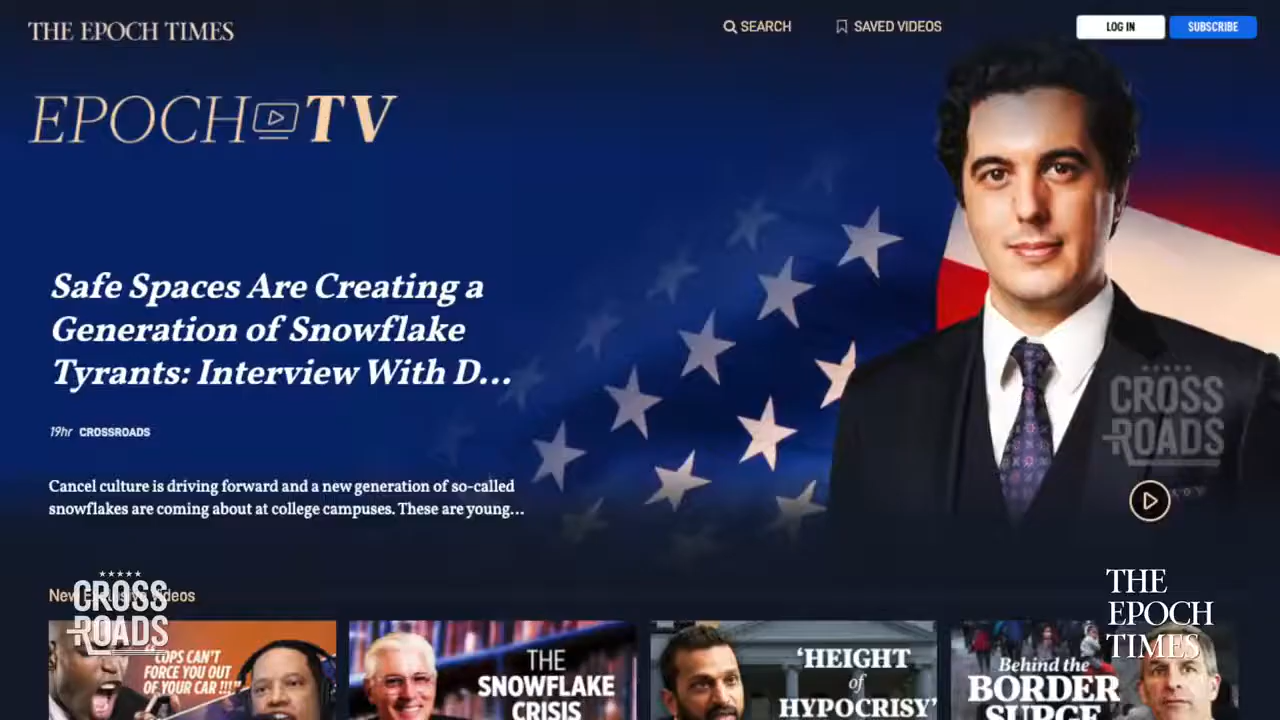 THE EPOCH TIMES
SEARCH
SAVED VIDEOS
LOG IN
SUBSCRIBE
EPOCH TV
Safe Spaces Are Creating a
Generation of Snowflake
Tyrants: Interview With D...
19hr CROSSROADS
Cancel culture is driving forward and a new generation of so-called
snowflakes are coming about at college campuses. These are young...
CROSS
ROADS
New Exclusive Videos
CROSS
ROADS
THE
EPOCH
TIMES
"COPS CAN'T
FORCE YOU OUT
OF YOUR CAR !!!"
THE
SNOWFLAKE
CRISIS
'HEIGHT
of
HYPOCRISY'
Behind the
BORDER
SURGE